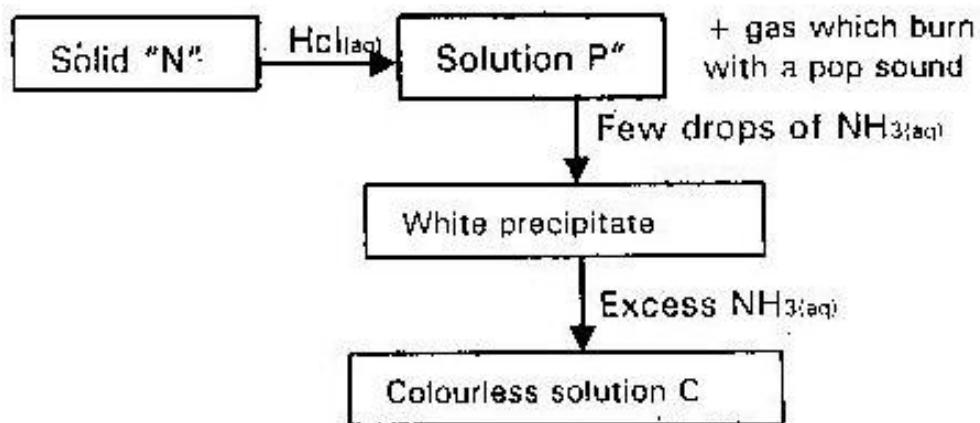 Solid "N"
Hcl(aq)
Solution P"
+ gas which burn
with a pop sound
Few drops of NH3(aq)
White precipitate
Excess NH3(aq)
Colourless solution C